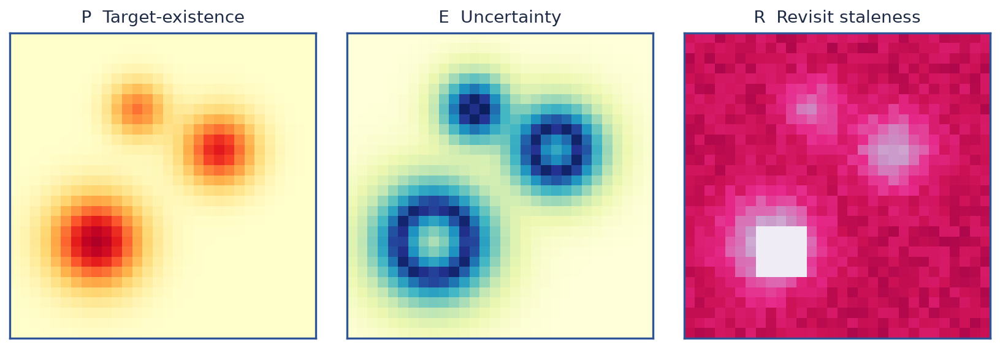 P  Target-existence
E  Uncertainty
R  Revisit staleness